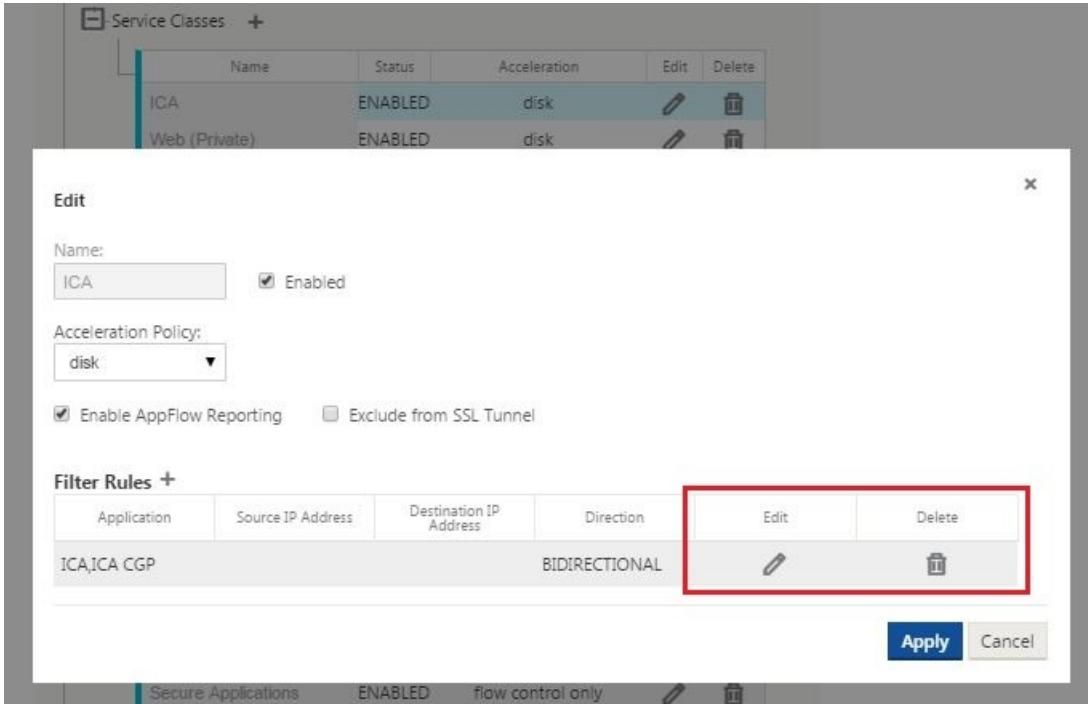 Service Classes +
Name Status Acceleration Edit Delete
ICA ENABLED disk
Web (Private) ENABLED disk
×
Edit
Name:
ICA Enabled
Acceleration Policy:
disk
Enable AppFlow Reporting Exclude from SSL Tunnel
Filter Rules +
Application Source IP Address Destination IP Address Direction Edit Delete
ICA,ICA CGP BIDIRECTIONAL
Apply Cancel
Secure Applications ENABLED flow control only